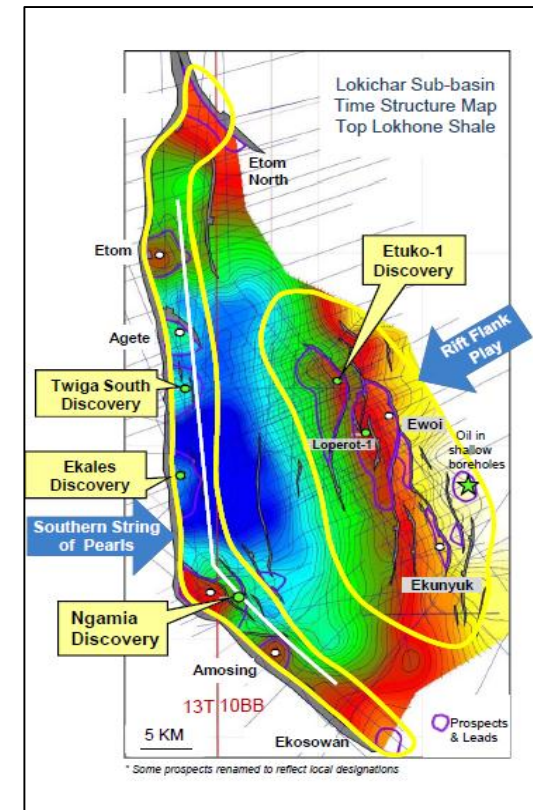 Lokichar Sub-basin
Time Structure Map
Top Lokhone Shale
Etom
North
Etom
Etuko-1
Discovery
Agete
Rift Flank
Play
Twiga South
Discovery
Ewoi
Loperot-1
Oil in
shallow
boreholes
Ekales
Discovery
Southern String
of Pearls
Ekunyuk
Ngamia
Discovery
Amosing
13T 10BB
Prospects
& Leads
5 KM
Ekosowan
* Some prospects renamed to reflect local designations